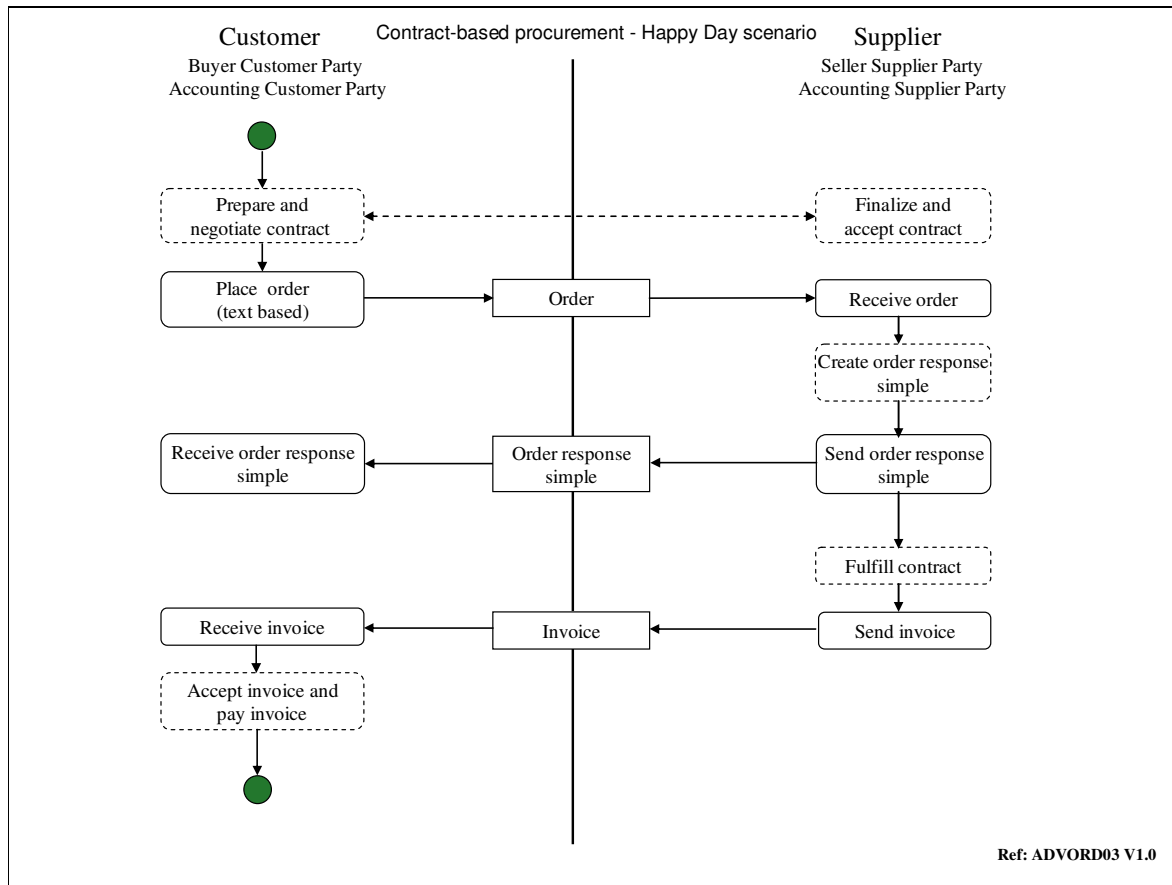 Contract-based procurement - Happy Day scenario
Customer
Buyer Customer Party
Accounting Customer Party
Supplier
Seller Supplier Party
Accounting Supplier Party
Prepare and
negotiate contract
Finalize and
accept contract
Place order
(text based)
Order
Receive order
Create order response
simple
Receive order response
simple
Order response
simple
Send order response
simple
Fulfill contract
Receive invoice
Invoice
Send invoice
Accept invoice and
pay invoice
Ref: ADVORD03 V1.0